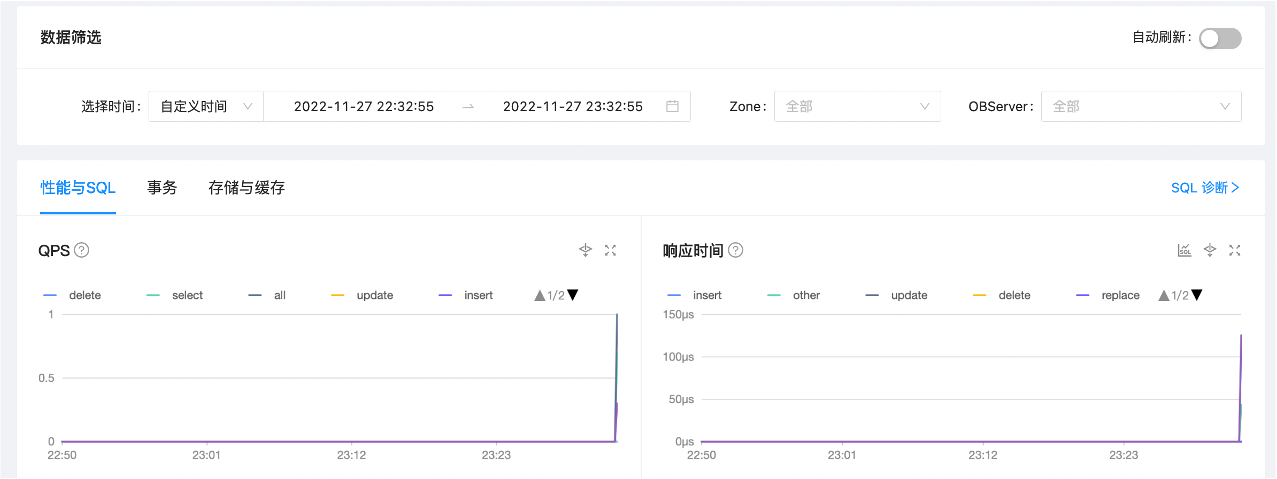 数据筛选 自动刷新：
选择时间： 自定义时间 2022-11-27 22:32:55 → 2022-11-27 23:32:55 Zone： 全部 OBServer： 全部
性能与SQL 事务 存储与缓存 SQL 诊断 >
QPS ?
delete select all update insert ▲1/2▼
1
0.5
0
22:50 23:01 23:12 23:23
响应时间 ?
SQL
insert other update delete replace ▲1/2▼
150μs
100μs
50μs
0μs
22:50 23:01 23:12 23:23